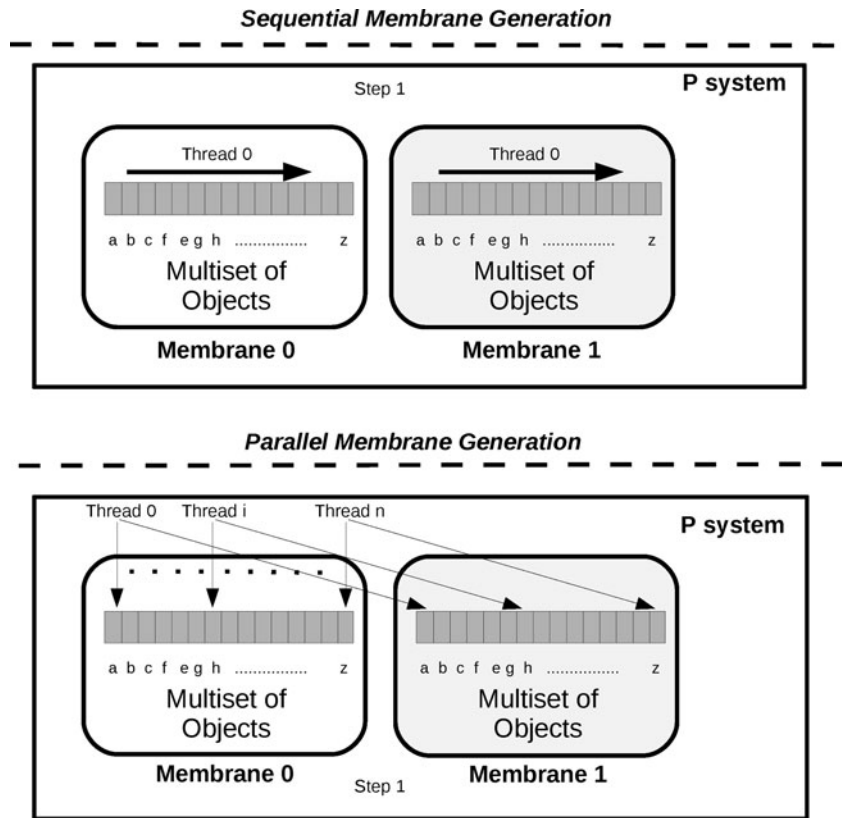 Sequential Membrane Generation
P system
Step 1
Thread 0
Thread 0
a b c f e g h ................ z
a b c f e g h ................ z
Multiset of
Objects
Multiset of
Objects
Membrane 0
Membrane 1
Parallel Membrane Generation
Thread 0
Thread i
Thread n
P system
a b c f e g h ................ z
a b c f e g h ................ z
Multiset of
Objects
Multiset of
Objects
Membrane 0
Membrane 1
Step 1